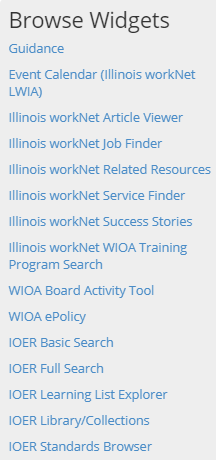 Browse Widgets
Guidance
Event Calendar (Illinois workNet
LWIA)
Illinois workNet Article Viewer
Illinois workNet Job Finder
Illinois workNet Related Resources
Illinois workNet Service Finder
Illinois workNet Success Stories
Illinois workNet WIOA Training
Program Search
WIOA Board Activity Tool
WIOA ePolicy
IOER Basic Search
IOER Full Search
IOER Learning List Explorer
IOER Library/Collections
IOER Standards Browser